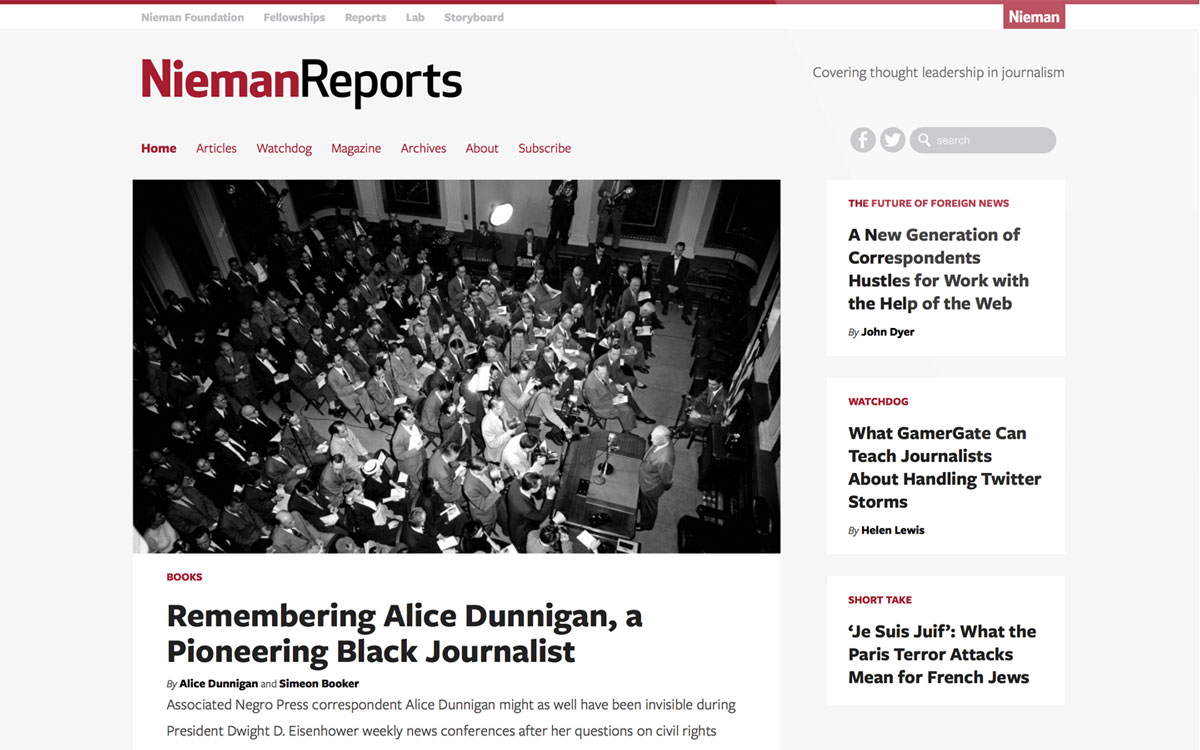 Nieman Foundation Fellowships Reports Lab Storyboard
Nieman
NiemanReports
Covering thought leadership in journalism
Home Articles Watchdog Magazine Archives About Subscribe
search
THE FUTURE OF FOREIGN NEWS
A New Generation of
Correspondents
Hustles for Work with
the Help of the Web
By John Dyer
WATCHDOG
What GamerGate Can
Teach Journalists
About Handling Twitter
Storms
By Helen Lewis
SHORT TAKE
‘Je Suis Juif’: What the
Paris Terror Attacks
Mean for French Jews
BOOKS
Remembering Alice Dunnigan, a
Pioneering Black Journalist
By Alice Dunnigan and Simeon Booker
Associated Negro Press correspondent Alice Dunnigan might as well have been invisible during
President Dwight D. Eisenhower weekly news conferences after her questions on civil rights